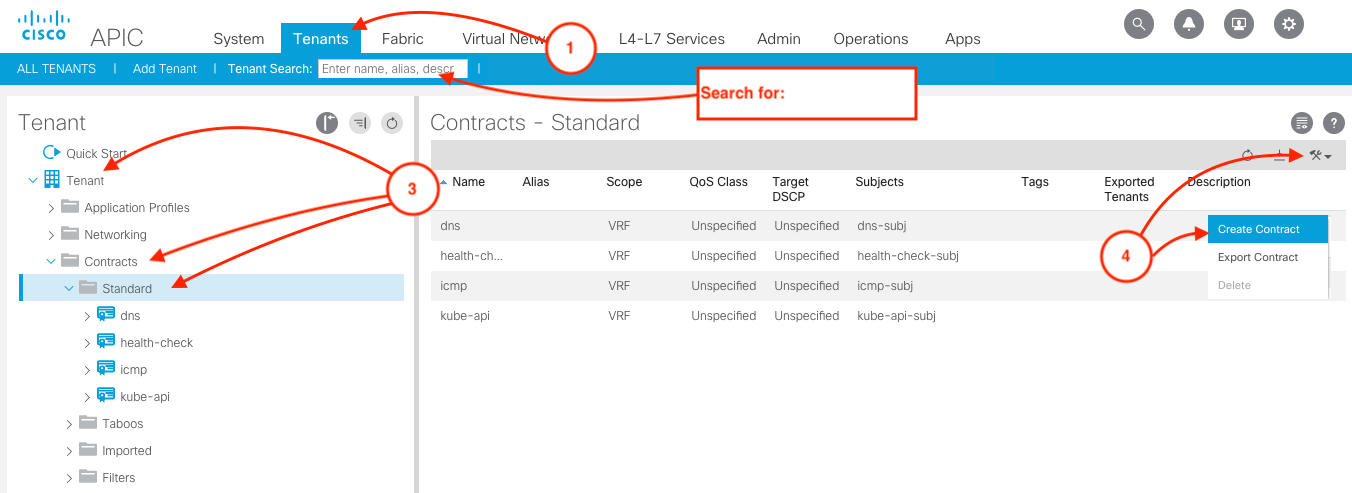 CISCO APIC
System Tenants Fabric Virtual Netw L4-L7 Services Admin Operations Apps
1
ALL TENANTS | Add Tenant | Tenant Search: Enter name, alias, descr |
Search for:
Tenant
Quick Start
Tenant
Application Profiles
Networking
Contracts
Standard
dns
health-check
icmp
kube-api
Taboos
Imported
Filters
3
Contracts - Standard
?
Name Alias Scope QoS Class Target DSCP Subjects Tags Exported Tenants Description
dns VRF Unspecified Unspecified dns-subj
health-ch... VRF Unspecified Unspecified health-check-subj
icmp VRF Unspecified Unspecified icmp-subj
kube-api VRF Unspecified Unspecified kube-api-subj
4
Create Contract
Export Contract
Delete